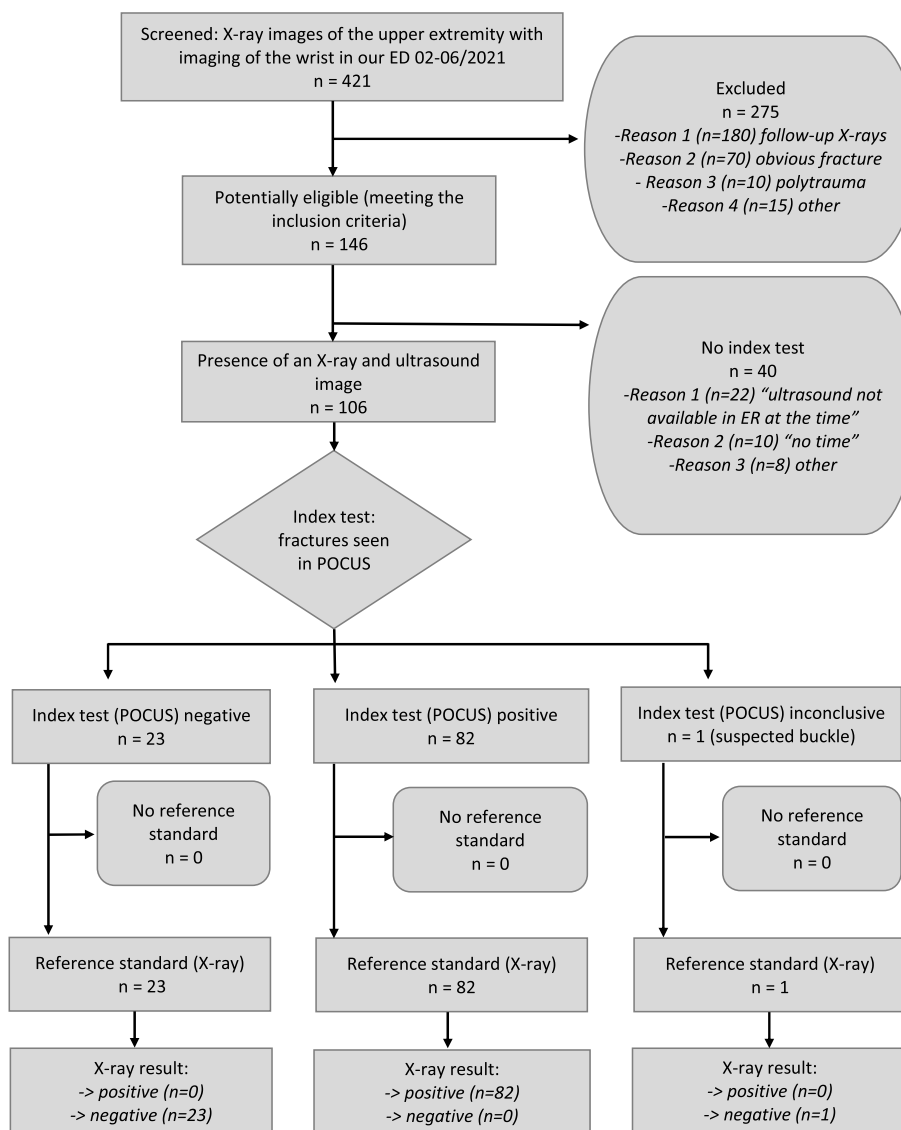 Screened: X-ray images of the upper extremity with
imaging of the wrist in our ED 02-06/2021
n = 421
Excluded
n = 275
-Reason 1 (n=180) follow-up X-rays
-Reason 2 (n=70) obvious fracture
- Reason 3 (n=10) polytrauma
-Reason 4 (n=15) other
Potentially eligible (meeting the
inclusion criteria)
n = 146
No index test
n = 40
-Reason 1 (n=22) “ultrasound not
available in ER at the time”
-Reason 2 (n=10) “no time”
-Reason 3 (n=8) other
Presence of an X-ray and ultrasound
image
n = 106
Index test:
fractures seen
in POCUS
Index test (POCUS) negative
n = 23
No reference
standard
n = 0
Reference standard (X-ray)
n = 23
X-ray result:
-> positive (n=0)
-> negative (n=23)
Index test (POCUS) positive
n = 82
No reference
standard
n = 0
Reference standard (X-ray)
n = 82
X-ray result:
-> positive (n=82)
-> negative (n=0)
Index test (POCUS) inconclusive
n = 1 (suspected buckle)
No reference
standard
n = 0
Reference standard (X-ray)
n = 1
X-ray result:
-> positive (n=0)
-> negative (n=1)